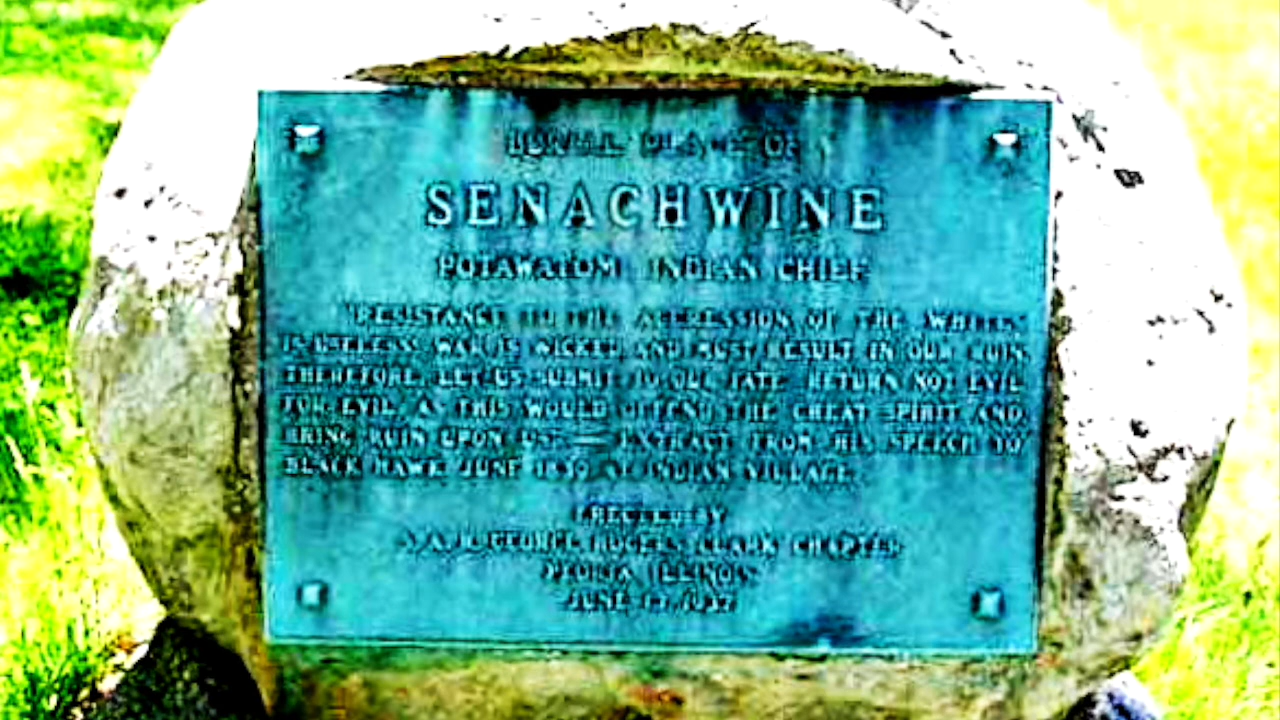 BURIAL PLACE OF
SENACHWINE
POTAWATOMI INDIAN CHIEF
"RESISTANCE TO THE AGGRESSION OF THE WHITES
IS USELESS. WAR IS WICKED AND MUST RESULT IN OUR RUIN.
THEREFORE, LET US SUBMIT TO OUR FATE. RETURN NOT EVIL
FOR EVIL, AS THIS WOULD OFFEND THE GREAT SPIRIT AND
BRING RUIN UPON US." — EXTRACT FROM HIS SPEECH TO
BLACK HAWK JUNE 1830 AT INDIAN VILLAGE.
ERECTED BY
GEORGE ROGERS CLARK CHAPTER
PEORIA ILLINOIS
JUNE